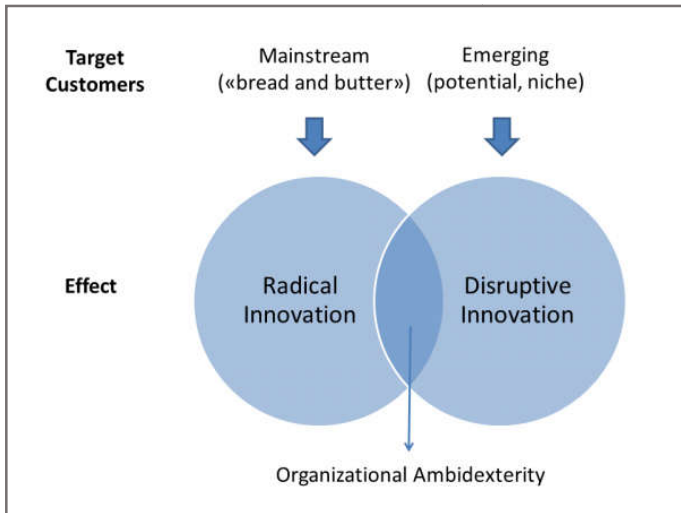 Target
Customers
Mainstream
(«bread and butter»)
Emerging
(potential, niche)
Effect
Radical
Innovation
Disruptive
Innovation
Organizational Ambidexterity